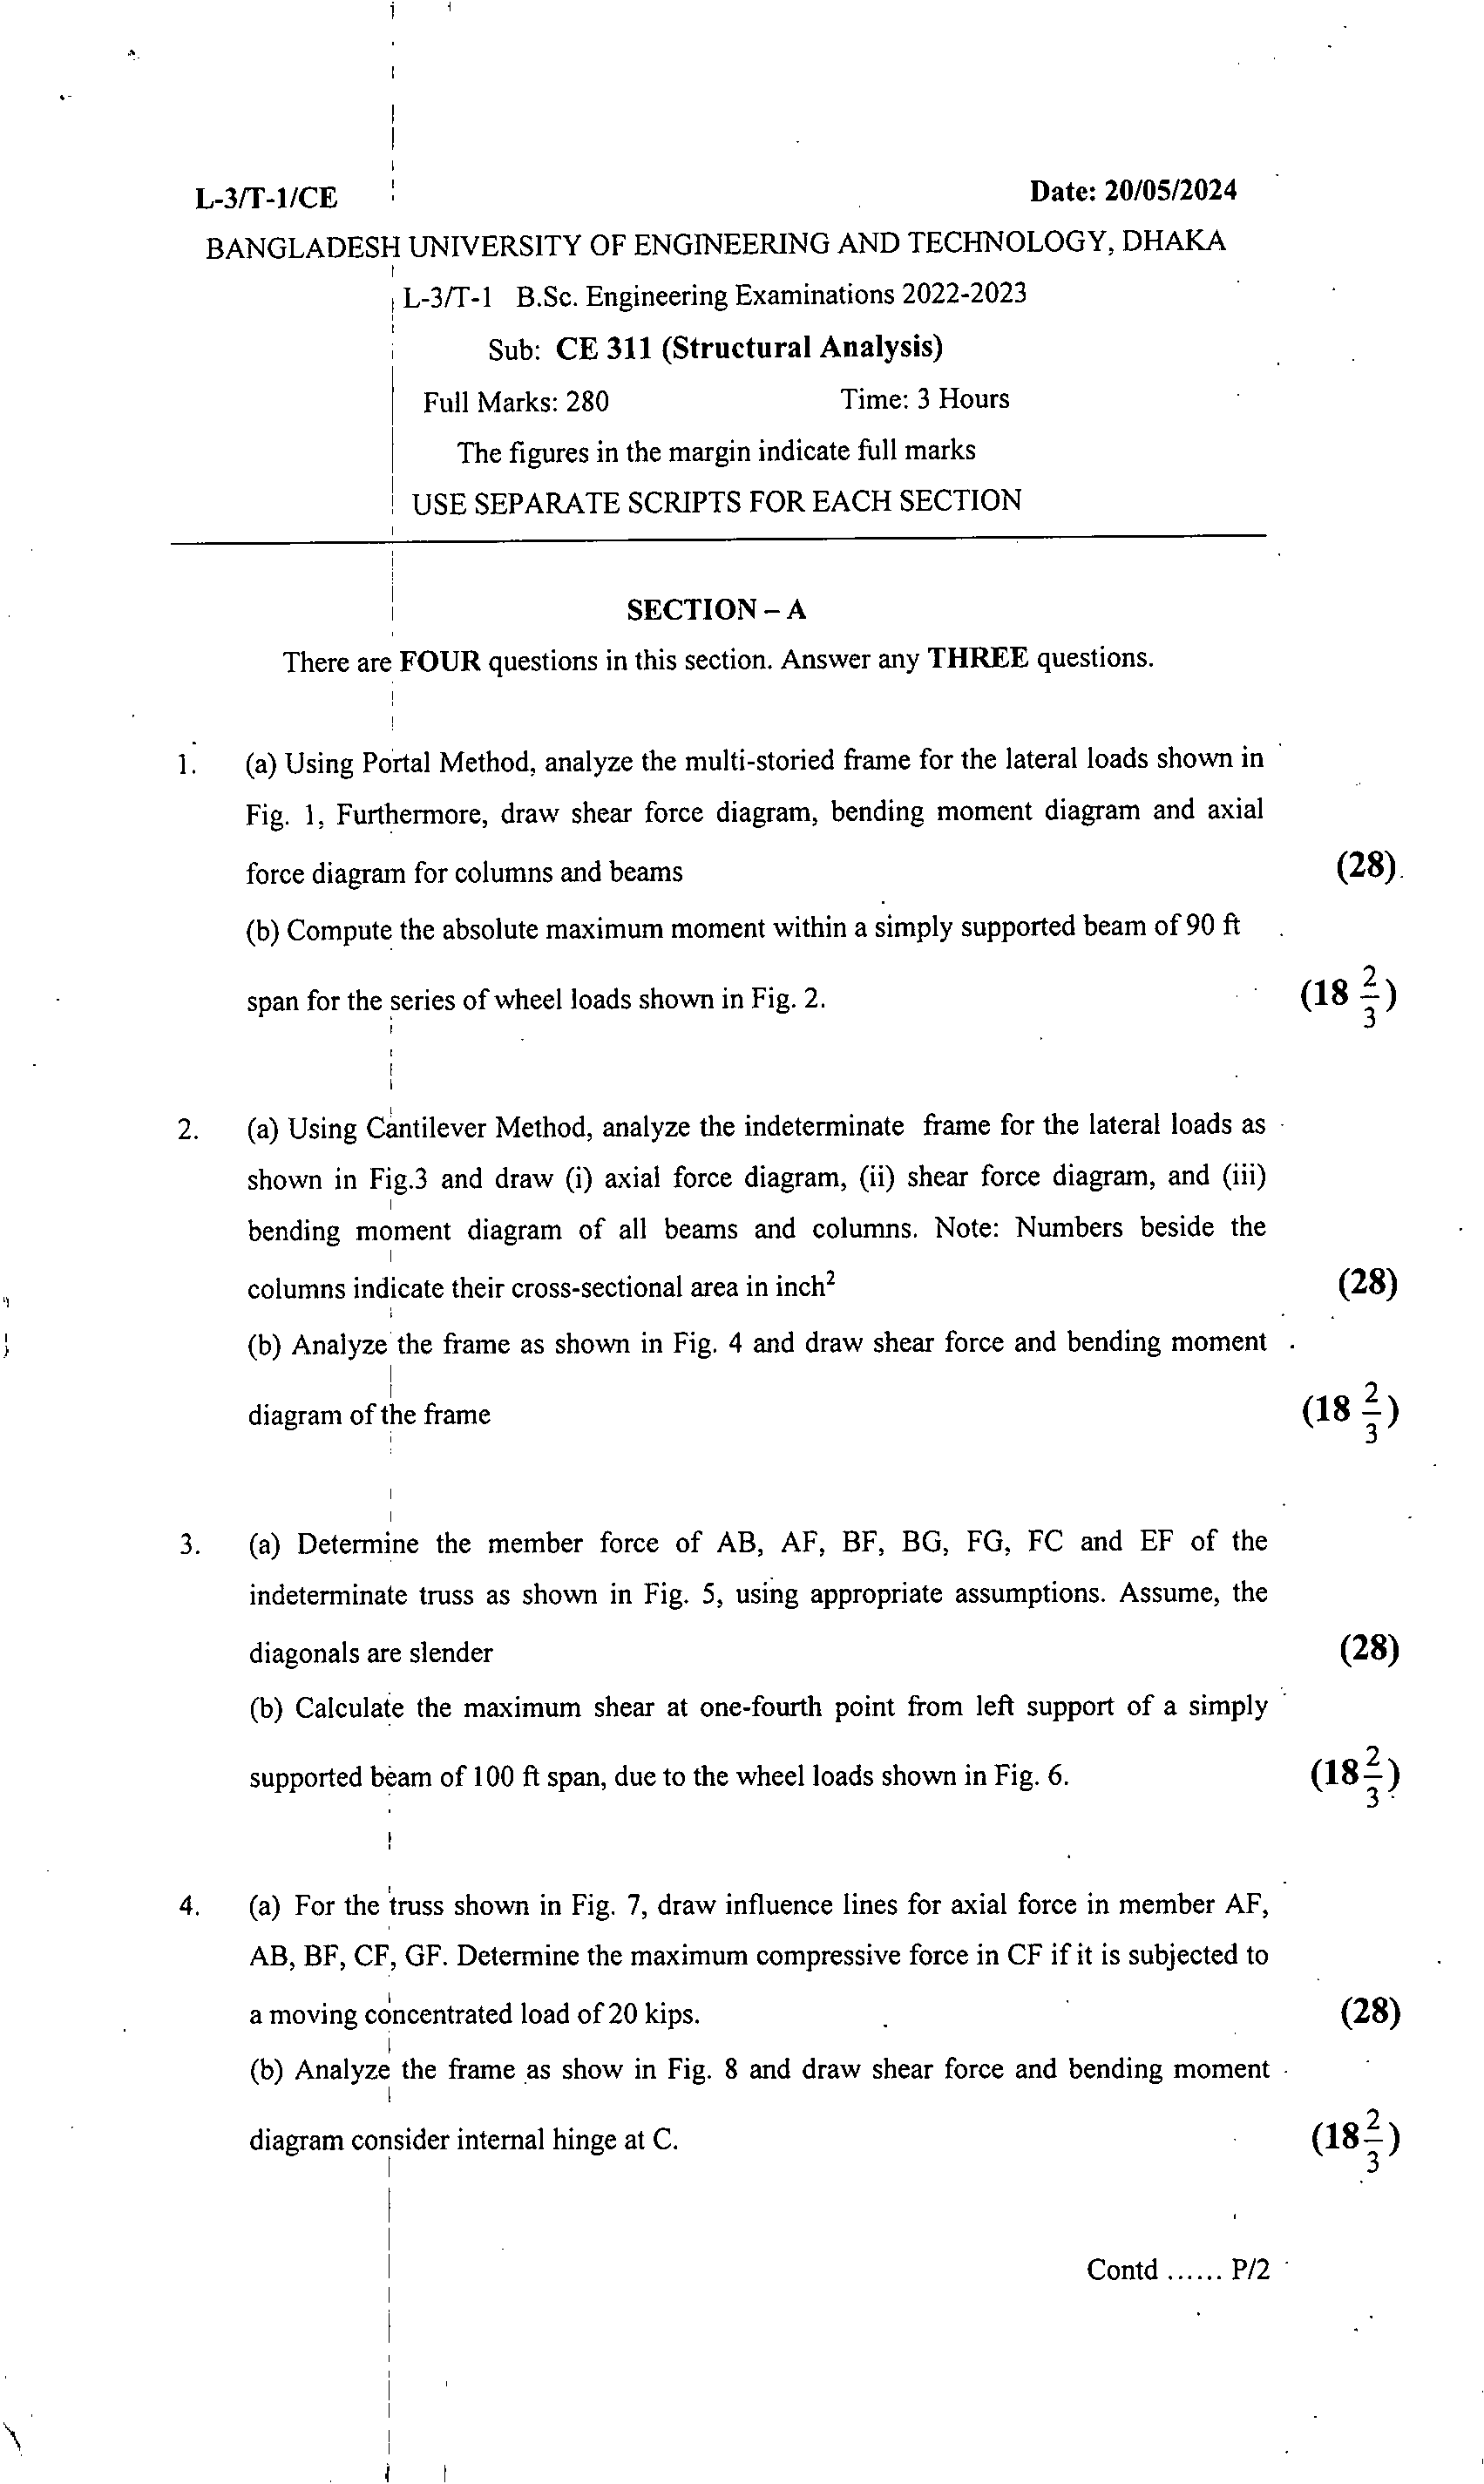 L-3/T-1/CE Date: 20/05/2024
BANGLADESH UNIVERSITY OF ENGINEERING AND TECHNOLOGY, DHAKA
L-3/T-1 B.Sc. Engineering Examinations 2022-2023
Sub: CE 311 (Structural Analysis)
Full Marks: 280 Time: 3 Hours
The figures in the margin indicate full marks
USE SEPARATE SCRIPTS FOR EACH SECTION
SECTION – A
There are FOUR questions in this section. Answer any THREE questions.
1. (a) Using Portal Method, analyze the multi-storied frame for the lateral loads shown in
Fig. 1, Furthermore, draw shear force diagram, bending moment diagram and axial
force diagram for columns and beams (28)
(b) Compute the absolute maximum moment within a simply supported beam of 90 ft
span for the series of wheel loads shown in Fig. 2. (18 2/3)
2. (a) Using Cantilever Method, analyze the indeterminate frame for the lateral loads as
shown in Fig.3 and draw (i) axial force diagram, (ii) shear force diagram, and (iii)
bending moment diagram of all beams and columns. Note: Numbers beside the
columns indicate their cross-sectional area in inch² (28)
(b) Analyze the frame as shown in Fig. 4 and draw shear force and bending moment
diagram of the frame (18 2/3)
3. (a) Determine the member force of AB, AF, BF, BG, FG, FC and EF of the
indeterminate truss as shown in Fig. 5, using appropriate assumptions. Assume, the
diagonals are slender (28)
(b) Calculate the maximum shear at one-fourth point from left support of a simply
supported beam of 100 ft span, due to the wheel loads shown in Fig. 6. (18 2/3)
4. (a) For the truss shown in Fig. 7, draw influence lines for axial force in member AF,
AB, BF, CF, GF. Determine the maximum compressive force in CF if it is subjected to
a moving concentrated load of 20 kips. (28)
(b) Analyze the frame as show in Fig. 8 and draw shear force and bending moment
diagram consider internal hinge at C. (18 2/3)
Contd ...... P/2